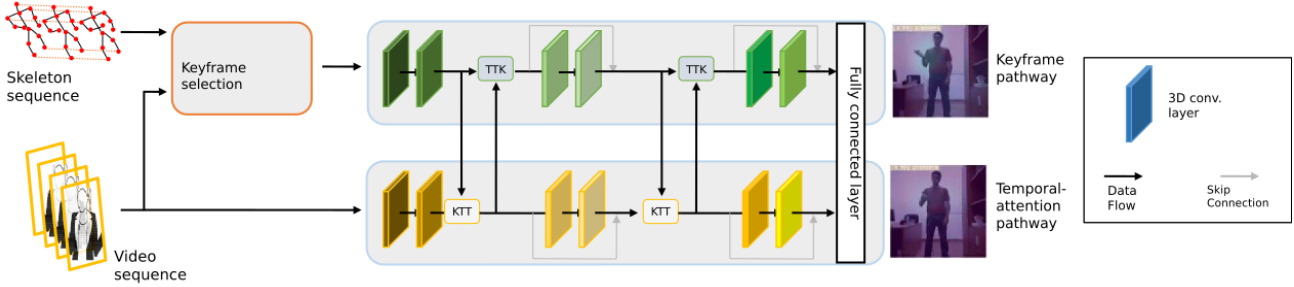 Skeleton
sequence
Keyframe
selection
Video
sequence
TTK
TTK
KTT
KTT
Fully connected layer
Keyframe
pathway
Temporal-
attention
pathway
3D conv.
layer
Data
Flow
Skip
Connection